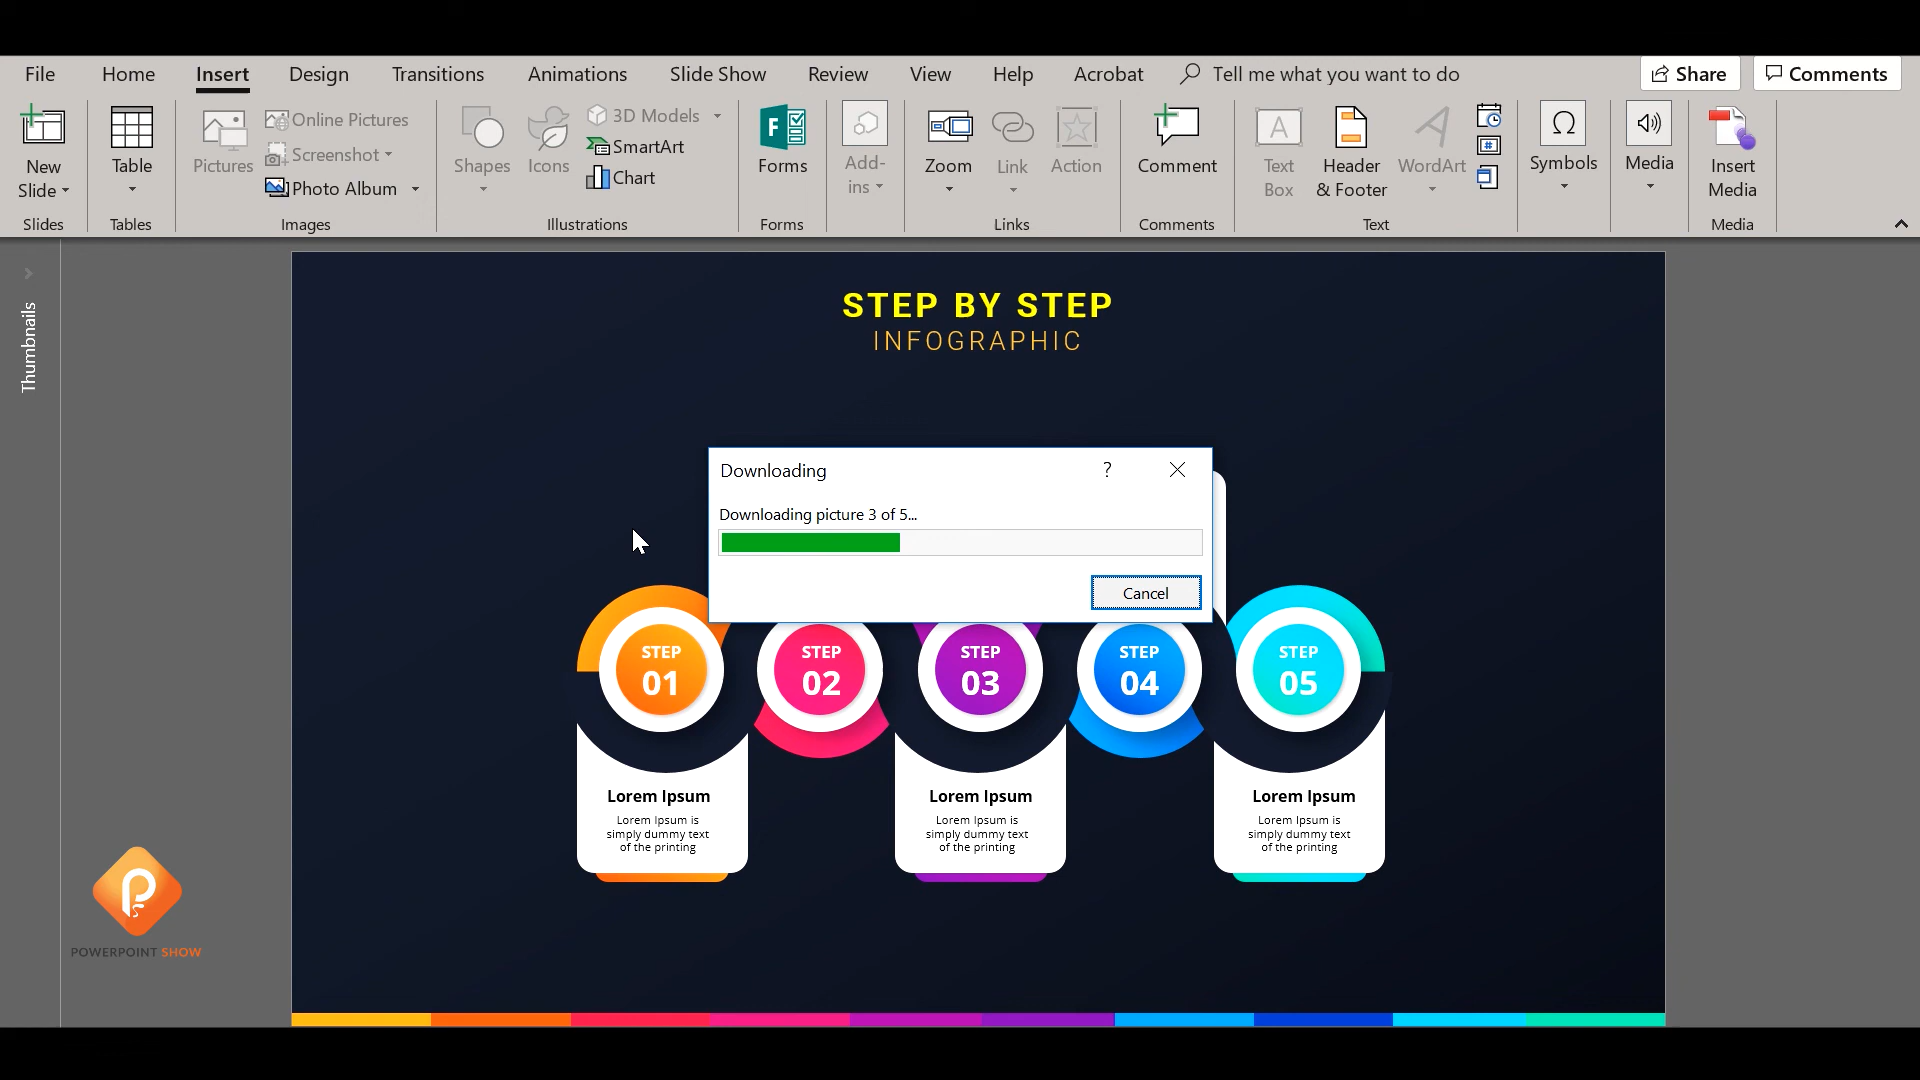 File Home Insert Design Transitions Animations Slide Show Review View Help Acrobat Tell me what you want to do Share Comments
New
Slide
Slides
Table
Tables
Pictures
Online Pictures
Screenshot
Photo Album
Images
Shapes
Icons
3D Models
SmartArt
Chart
Illustrations
Forms
Forms
Add-
ins
Zoom
Link
Action
Links
Comment
Comments
A
Text
Box
Header
& Footer
WordArt
Text
Ω
Symbols
Media
Insert
Media
Media
Thumbnails
STEP BY STEP
INFOGRAPHIC
Downloading ?
Downloading picture 3 of 5...
Cancel
STEP
01
STEP
02
STEP
03
STEP
04
STEP
05
Lorem Ipsum
Lorem Ipsum is
simply dummy text
of the printing
Lorem Ipsum
Lorem Ipsum is
simply dummy text
of the printing
Lorem Ipsum
Lorem Ipsum is
simply dummy text
of the printing
POWERPOINT SHOW